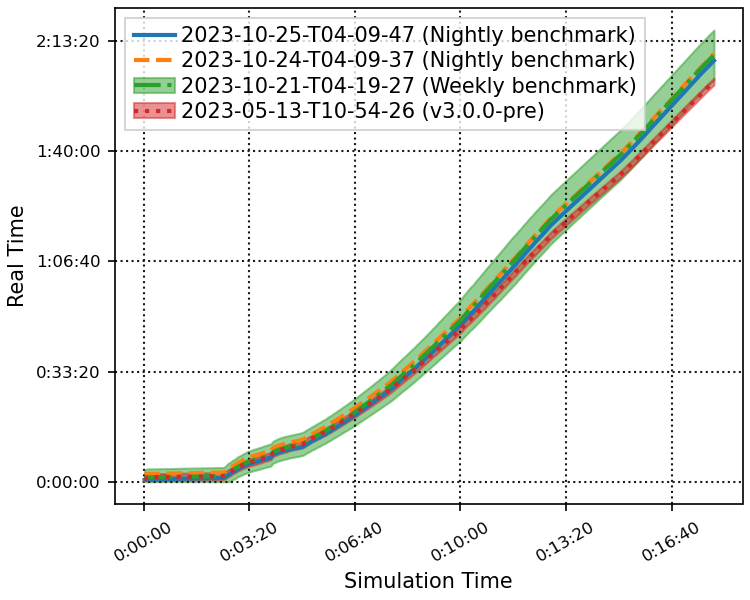 2023-10-25-T04-09-47 (Nightly benchmark)
2023-10-24-T04-09-37 (Nightly benchmark)
2023-10-21-T04-19-27 (Weekly benchmark)
2023-05-13-T10-54-26 (v3.0.0-pre)
Real Time
2:13:20
1:40:00
1:06:40
0:33:20
0:00:00
0:00:00
0:03:20
0:06:40
0:10:00
0:13:20
0:16:40
Simulation Time